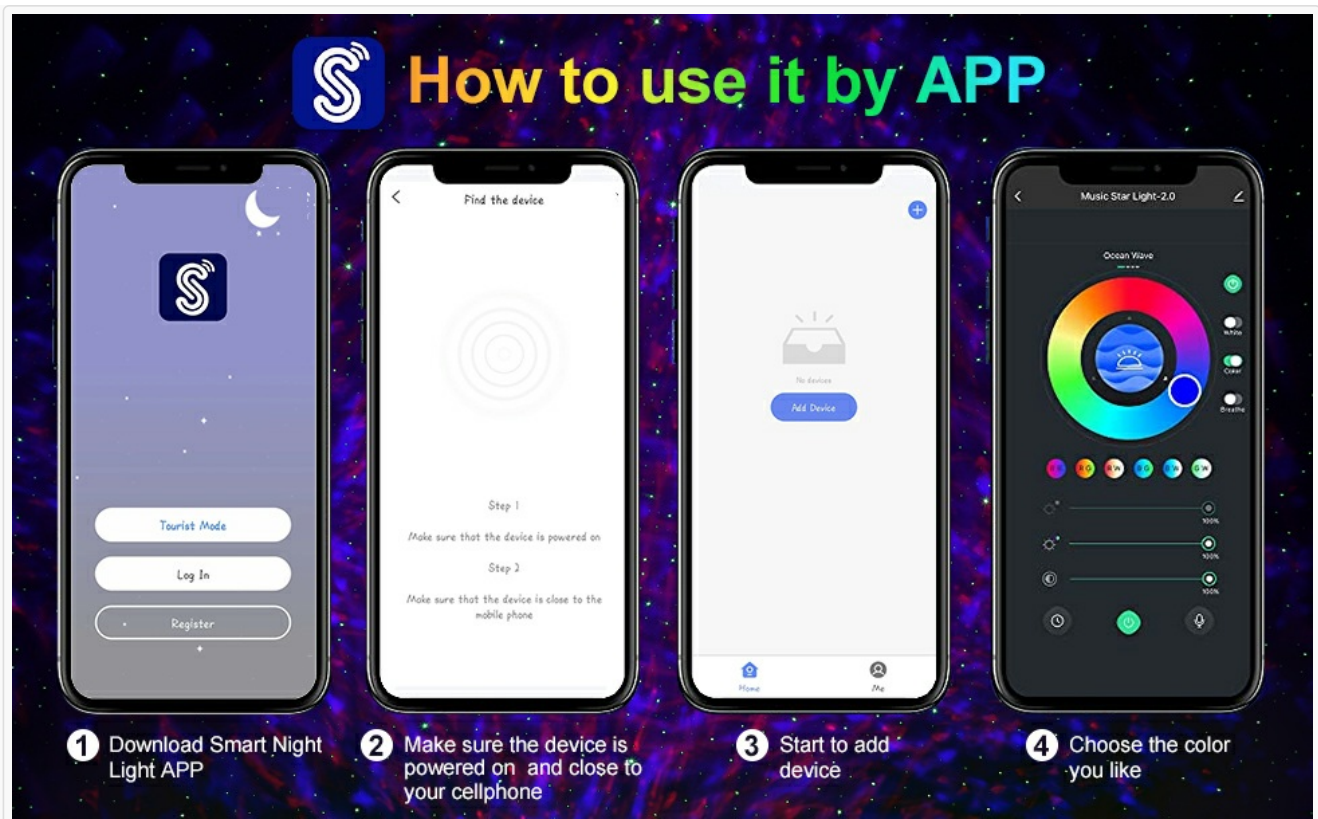 How to use it by APP
Tourist Mode
Log In
Register
1 Download Smart Night
Light APP
Find the device
Step 1
Make sure that the device is powered on
Step 2
Make sure that the device is close to the
mobile phone
2 Make sure the device is
powered on and close to
your cellphone
No devices
Add Device
Home
Me
3 Start to add
device
Music Star Light-2.0
Ocean Wave
White
Color
Breathe
R G
R W
B G
B W
G W
100%
100%
100%
4 Choose the color
you like